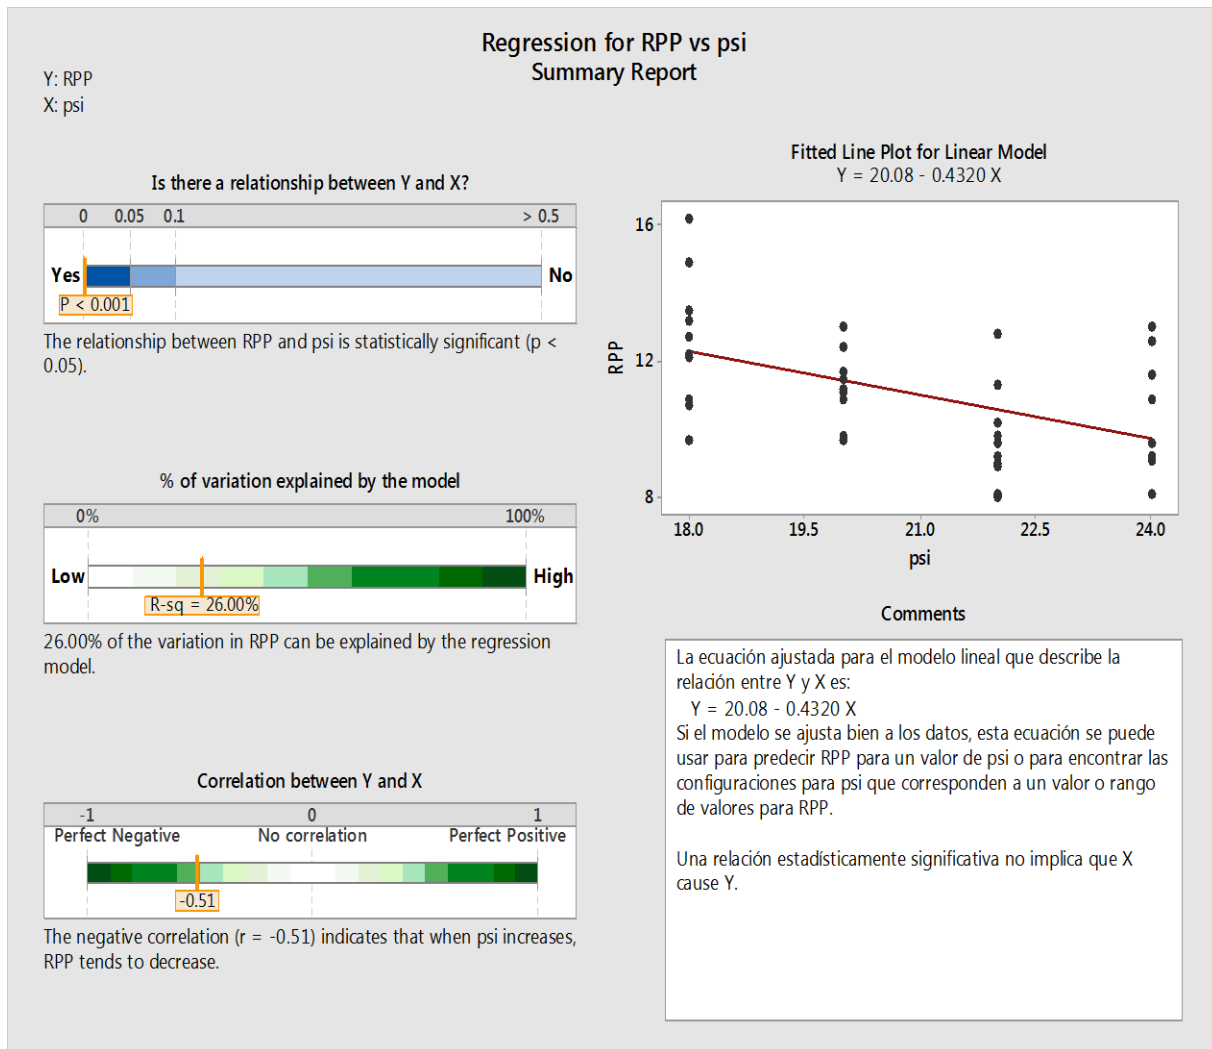 Regression for RPP vs psi
Summary Report
Y: RPP
X: psi
Is there a relationship between Y and X?
0 0.05 0.1 > 0.5
Yes No
P < 0.001
The relationship between RPP and psi is statistically significant (p <
0.05).
% of variation explained by the model
0% 100%
Low High
R-sq = 26.00%
26.00% of the variation in RPP can be explained by the regression
model.
Correlation between Y and X
-1 0 1
Perfect Negative No correlation Perfect Positive
-0.51
The negative correlation (r = -0.51) indicates that when psi increases,
RPP tends to decrease.
Fitted Line Plot for Linear Model
Y = 20.08 - 0.4320 X
16
12
8
RPP
18.0 19.5 21.0 22.5 24.0
psi
Comments
La ecuación ajustada para el modelo lineal que describe la
relación entre Y y X es:
Y = 20.08 - 0.4320 X
Si el modelo se ajusta bien a los datos, esta ecuación se puede
usar para predecir RPP para un valor de psi o para encontrar las
configuraciones para psi que corresponden a un valor o rango
de valores para RPP.
Una relación estadísticamente significativa no implica que X
cause Y.